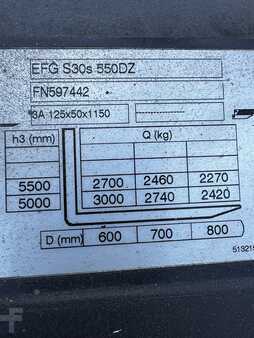 EFG S30s 550DZ
FN597442
3A 125x50x1150 --------------
h3 (mm) Q (kg)
5500 2700 2460 2270
5000 3000 2740 2420
D (mm) 600 700 800